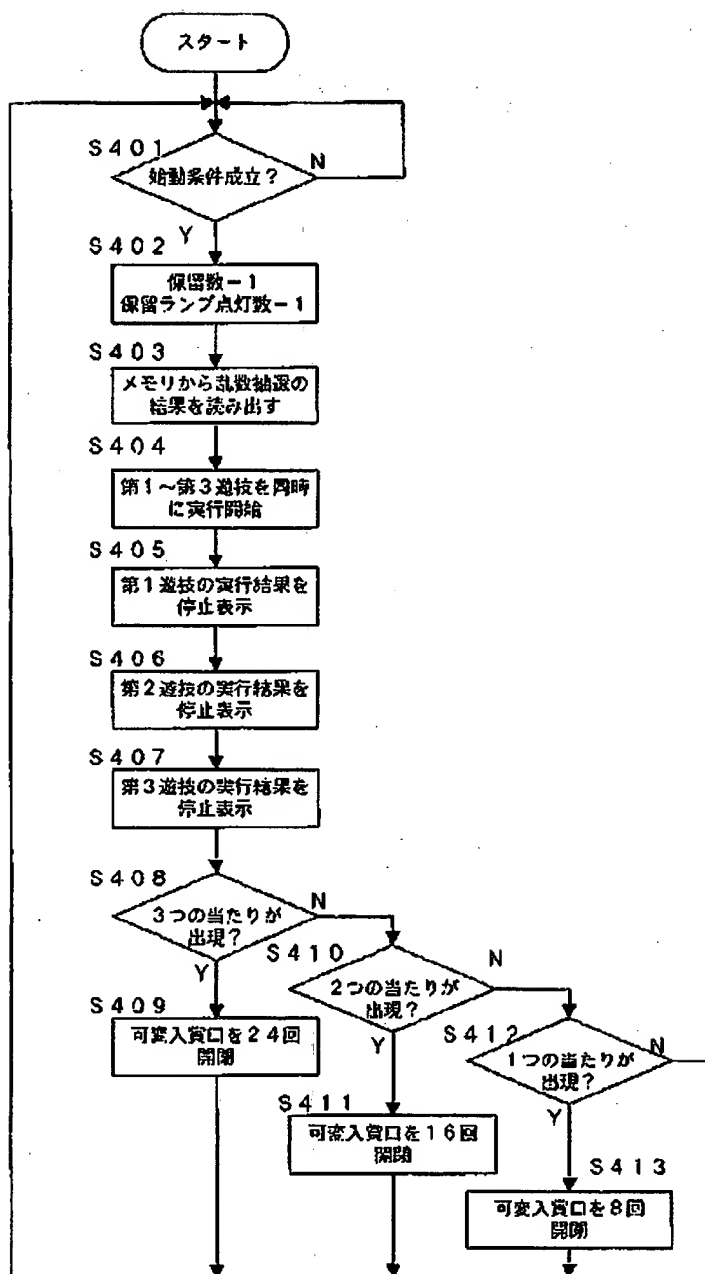 スタート
S401
始動条件成立?
N
Y
S402
保留数-1
保留ランプ点灯数-1
S403
メモリから乱数抽選の
結果を読み出す
S404
第1~第3遊技を同時
に実行開始
S405
第1遊技の実行結果を
停止表示
S406
第2遊技の実行結果を
停止表示
S407
第3遊技の実行結果を
停止表示
S408
3つの当たりが
出現?
N
Y
S409
可変入賞口を24回
開閉
S410
2つの当たりが
出現?
N
Y
S411
可変入賞口を16回
開閉
S412
1つの当たりが
出現?
N
Y
S413
可変入賞口を8回
開閉